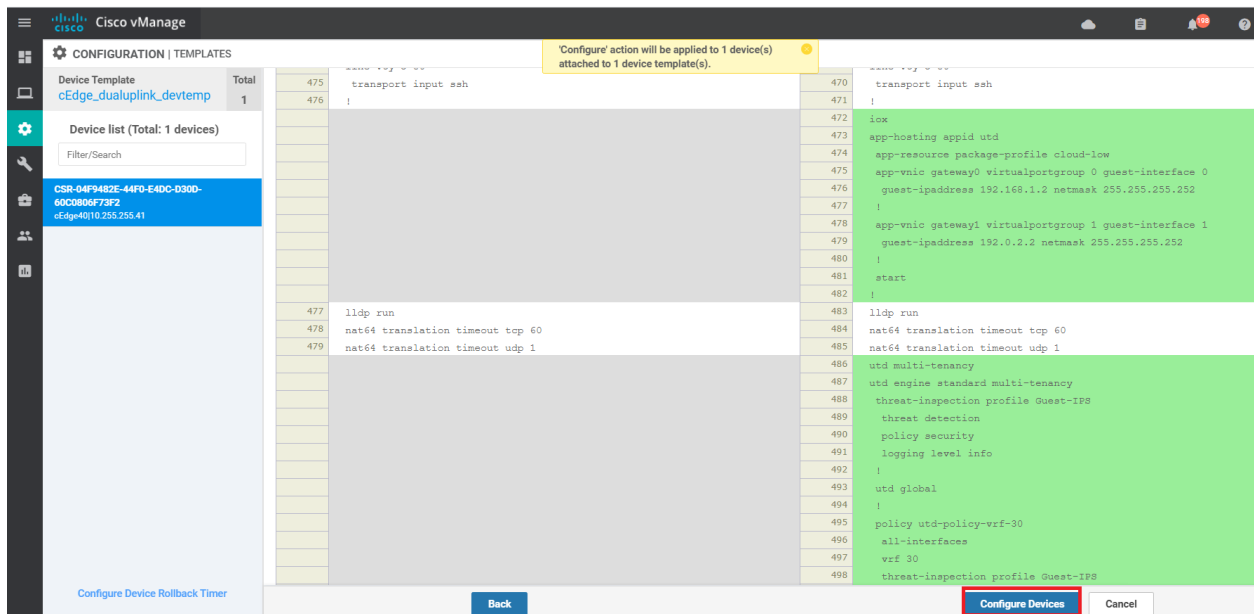 cisco Cisco vManage
198
CONFIGURATION | TEMPLATES
'Configure' action will be applied to 1 device(s)
attached to 1 device template(s).
Device Template
cEdge_dualuplink_devtemp
Total
1
Device list (Total: 1 devices)
Filter/Search
CSR-04F9482E-44F0-E4DC-D30D-
60C0806F73F2
cEdge40|10.255.255.41
Configure Device Rollback Timer
475 transport input ssh
476 !
477 lldp run
478 nat64 translation timeout tcp 60
479 nat64 translation timeout udp 1
470 transport input ssh
471 !
472 iox
473 app-hosting appid utd
474 app-resource package-profile cloud-low
475 app-vnic gateway0 virtualportgroup 0 guest-interface 0
476 guest-ipaddress 192.168.1.2 netmask 255.255.255.252
477 !
478 app-vnic gateway1 virtualportgroup 1 guest-interface 1
479 guest-ipaddress 192.0.2.2 netmask 255.255.255.252
480 !
481 start
482 !
483 lldp run
484 nat64 translation timeout tcp 60
485 nat64 translation timeout udp 1
486 utd multi-tenancy
487 utd engine standard multi-tenancy
488 threat-inspection profile Guest-IPS
489 threat detection
490 policy security
491 logging level info
492 !
493 utd global
494 !
495 policy utd-policy-vrf-30
496 all-interfaces
497 vrf 30
498 threat-inspection profile Guest-IPS
Back
Configure Devices
Cancel